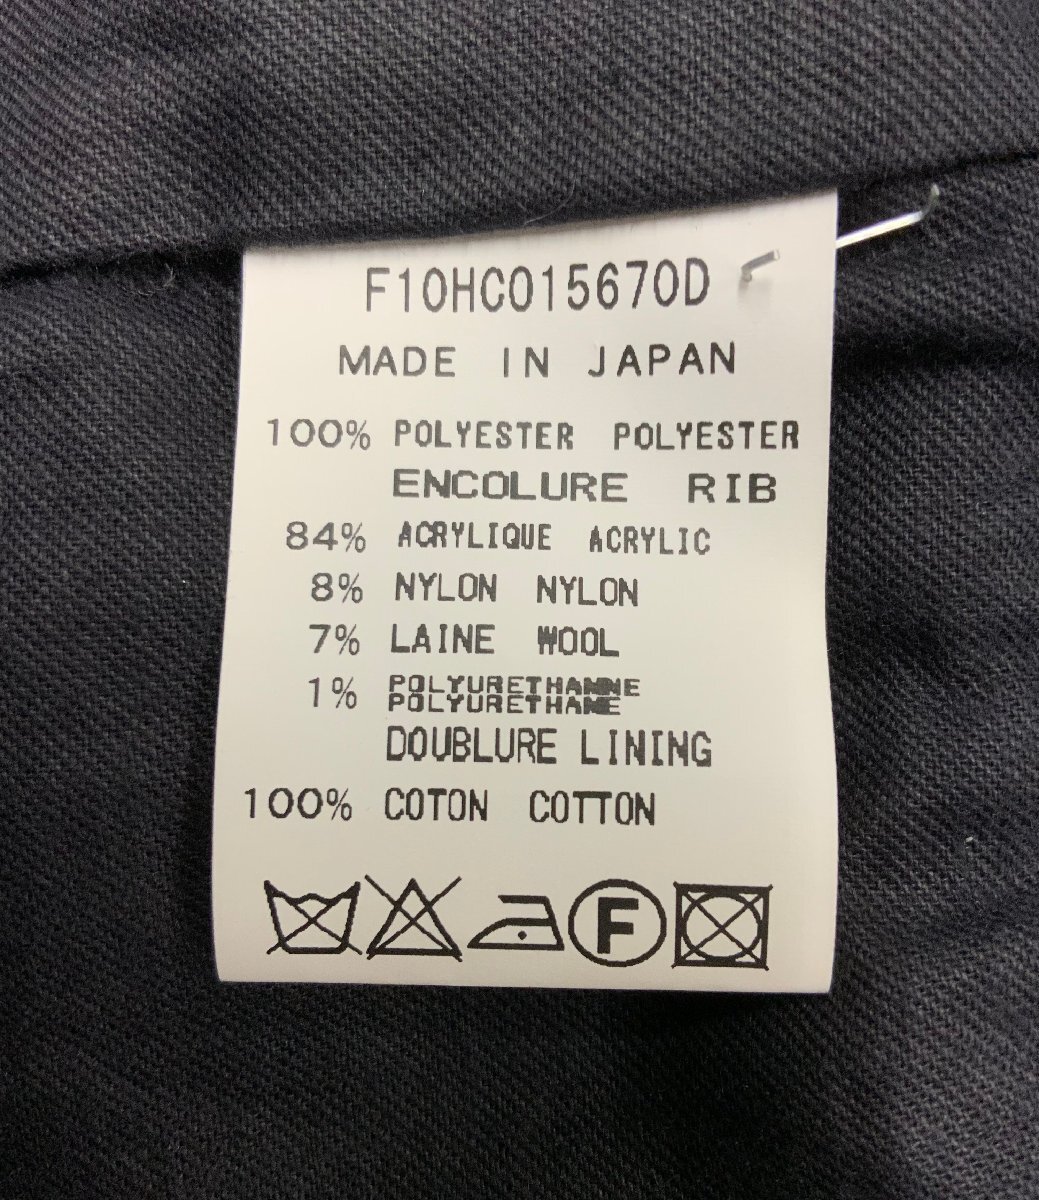 F10HC015670D
MADE IN JAPAN
100% POLYESTER POLYESTER
ENCOLURE RIB
84% ACRYLIQUE ACRYLIC
8% NYLON NYLON
7% LAINE WOOL
1% POLYURETHANNE
POLYURETHANE
DOUBLURE LINING
100% COTON COTTON
F